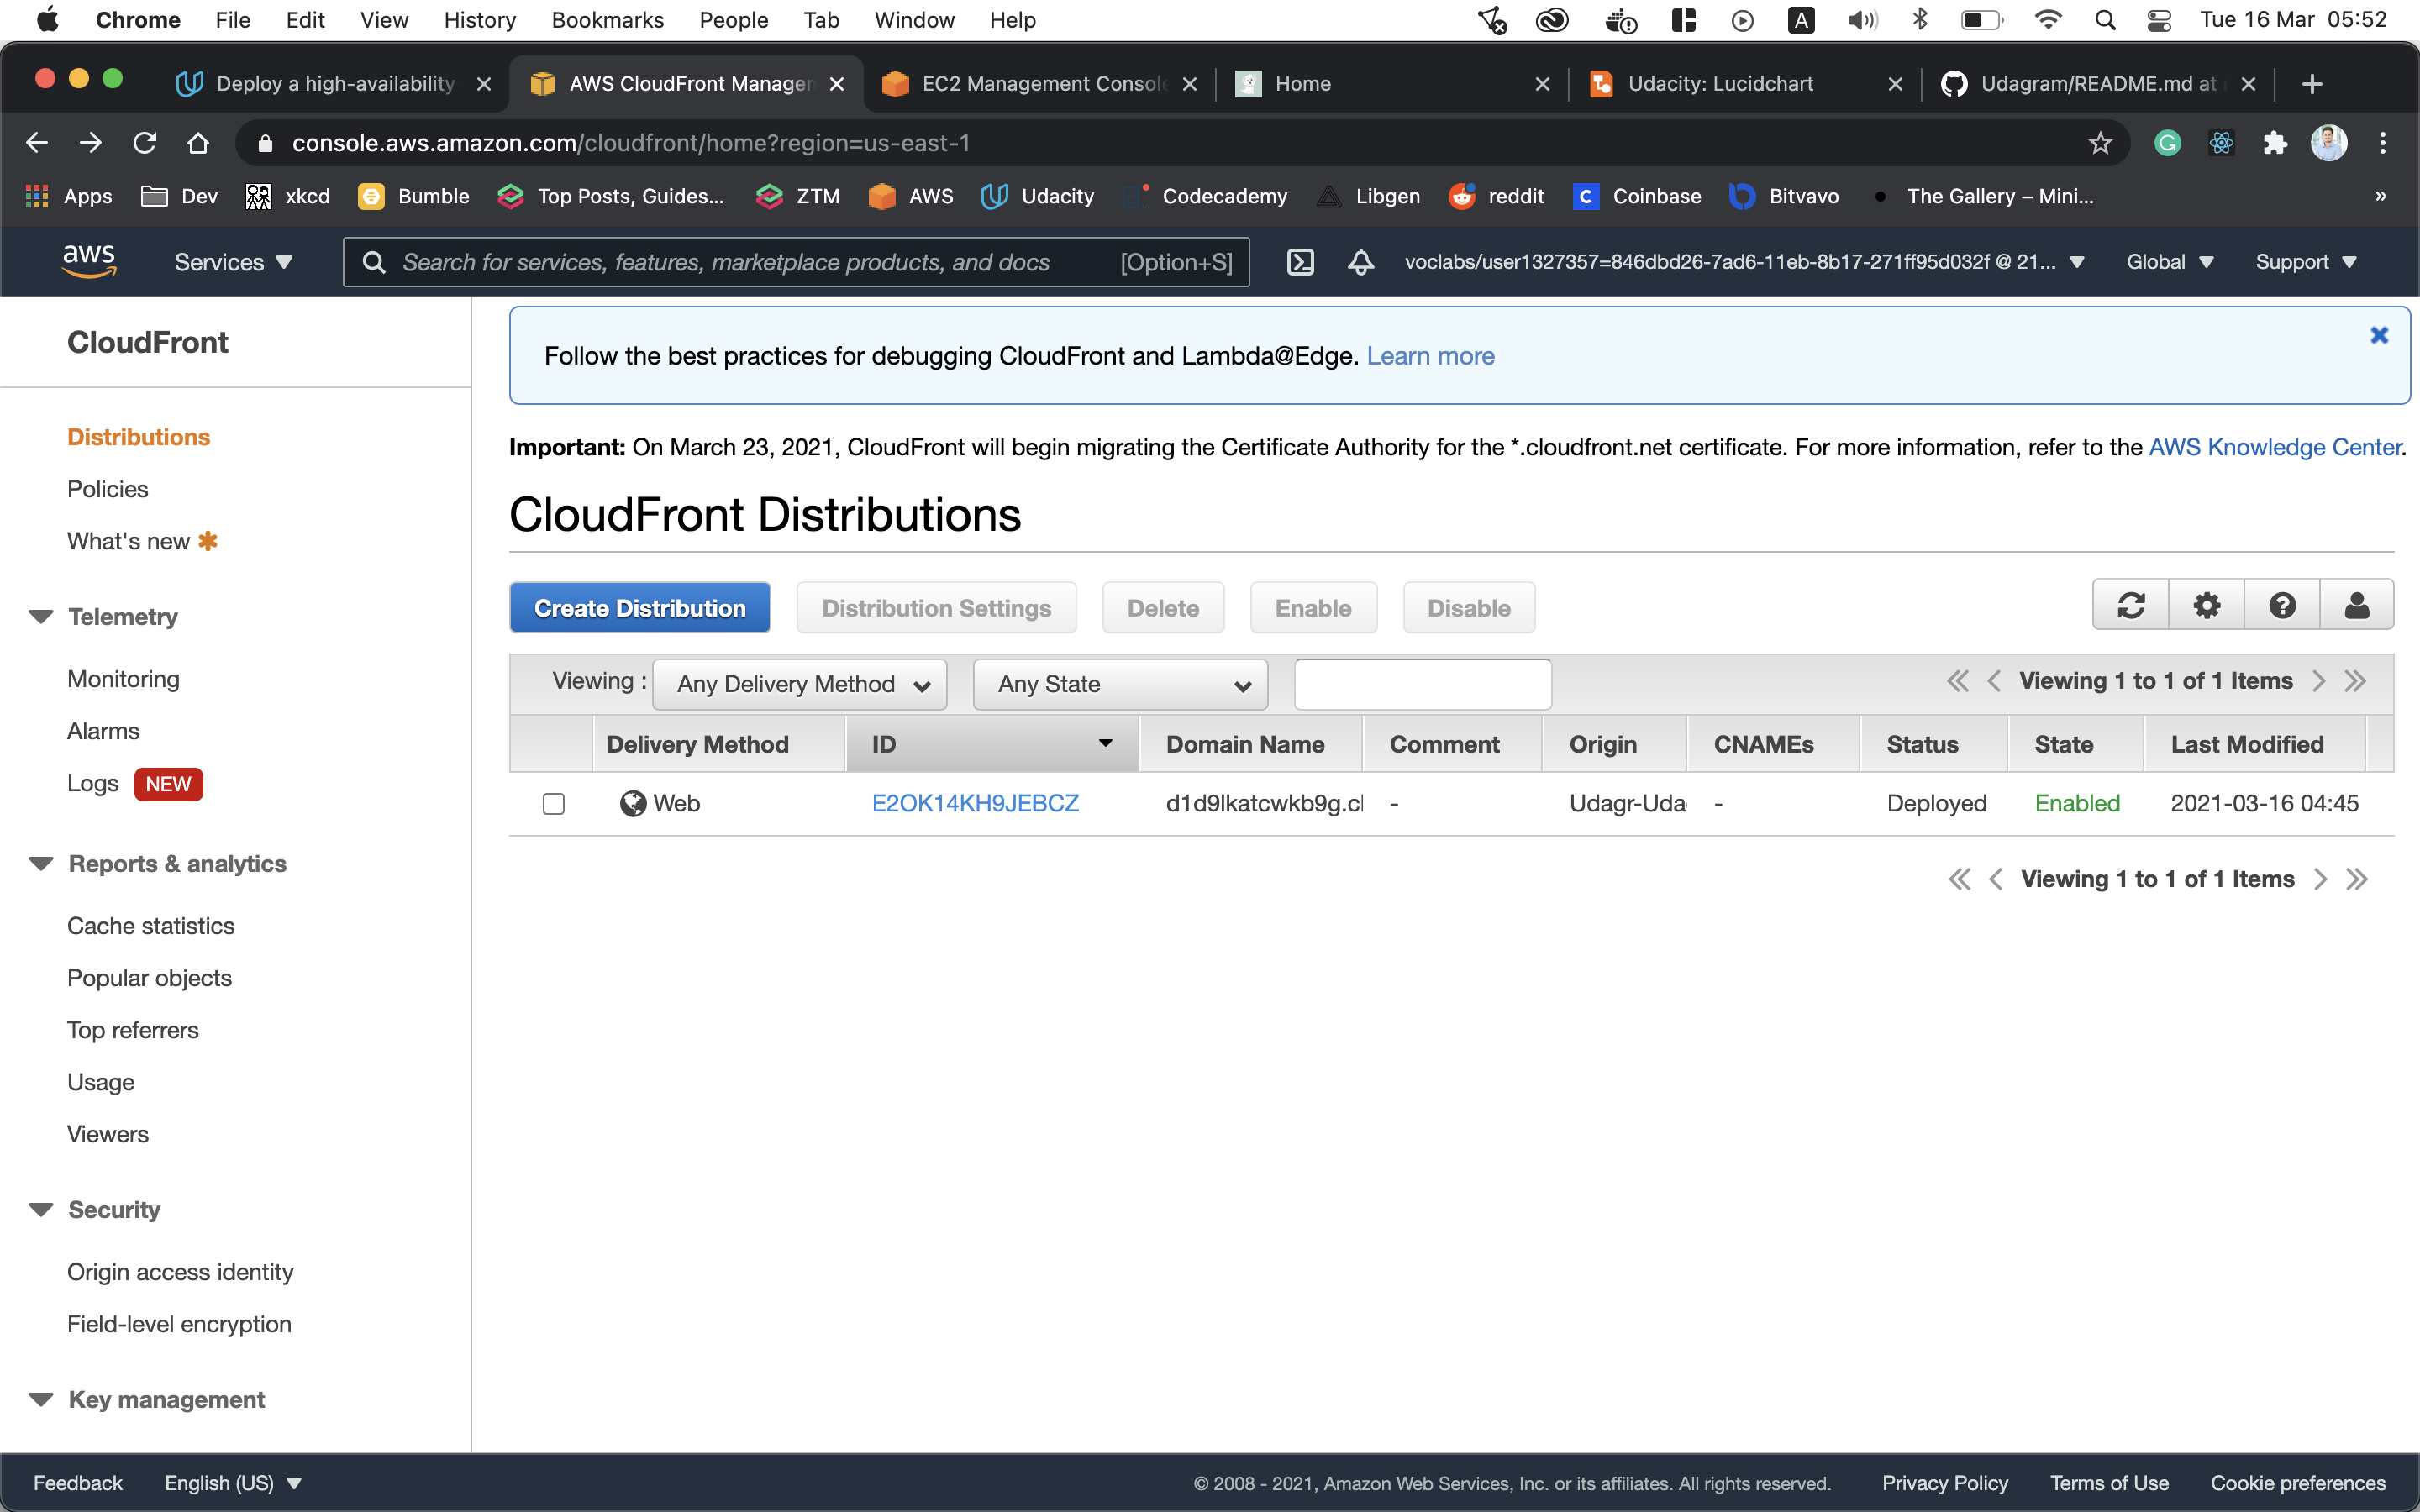 Chrome File Edit View History Bookmarks People Tab Window Help A Tue 16 Mar 05:52
Deploy a high-availability AWS CloudFront Manager EC2 Management Console Home Udacity: Lucidchart Udagram/README.md at
console.aws.amazon.com/cloudfront/home?region=us-east-1
Apps Dev xkcd Bumble Top Posts, Guides... ZTM AWS Udacity Codecademy Libgen reddit Coinbase Bitvavo The Gallery – Mini... »
aws Services Search for services, features, marketplace products, and docs [Option+S] voclabs/user1327357=846dbd26-7ad6-11eb-8b17-271ff95d032f @ 21... Global Support
CloudFront
Distributions
Policies
What's new
Telemetry
Monitoring
Alarms
Logs NEW
Reports & analytics
Cache statistics
Popular objects
Top referrers
Usage
Viewers
Security
Origin access identity
Field-level encryption
Key management
Follow the best practices for debugging CloudFront and Lambda@Edge. Learn more
Important: On March 23, 2021, CloudFront will begin migrating the Certificate Authority for the *.cloudfront.net certificate. For more information, refer to the AWS Knowledge Center.
CloudFront Distributions
Create Distribution Distribution Settings Delete Enable Disable
Viewing : Any Delivery Method Any State Viewing 1 to 1 of 1 Items
Delivery Method ID Domain Name Comment Origin CNAMEs Status State Last Modified
Web E2OK14KH9JEBCZ d1d9lkatcwkb9g.cl - Udagr-Uda - Deployed Enabled 2021-03-16 04:45
Viewing 1 to 1 of 1 Items
Feedback English (US) © 2008 - 2021, Amazon Web Services, Inc. or its affiliates. All rights reserved. Privacy Policy Terms of Use Cookie preferences